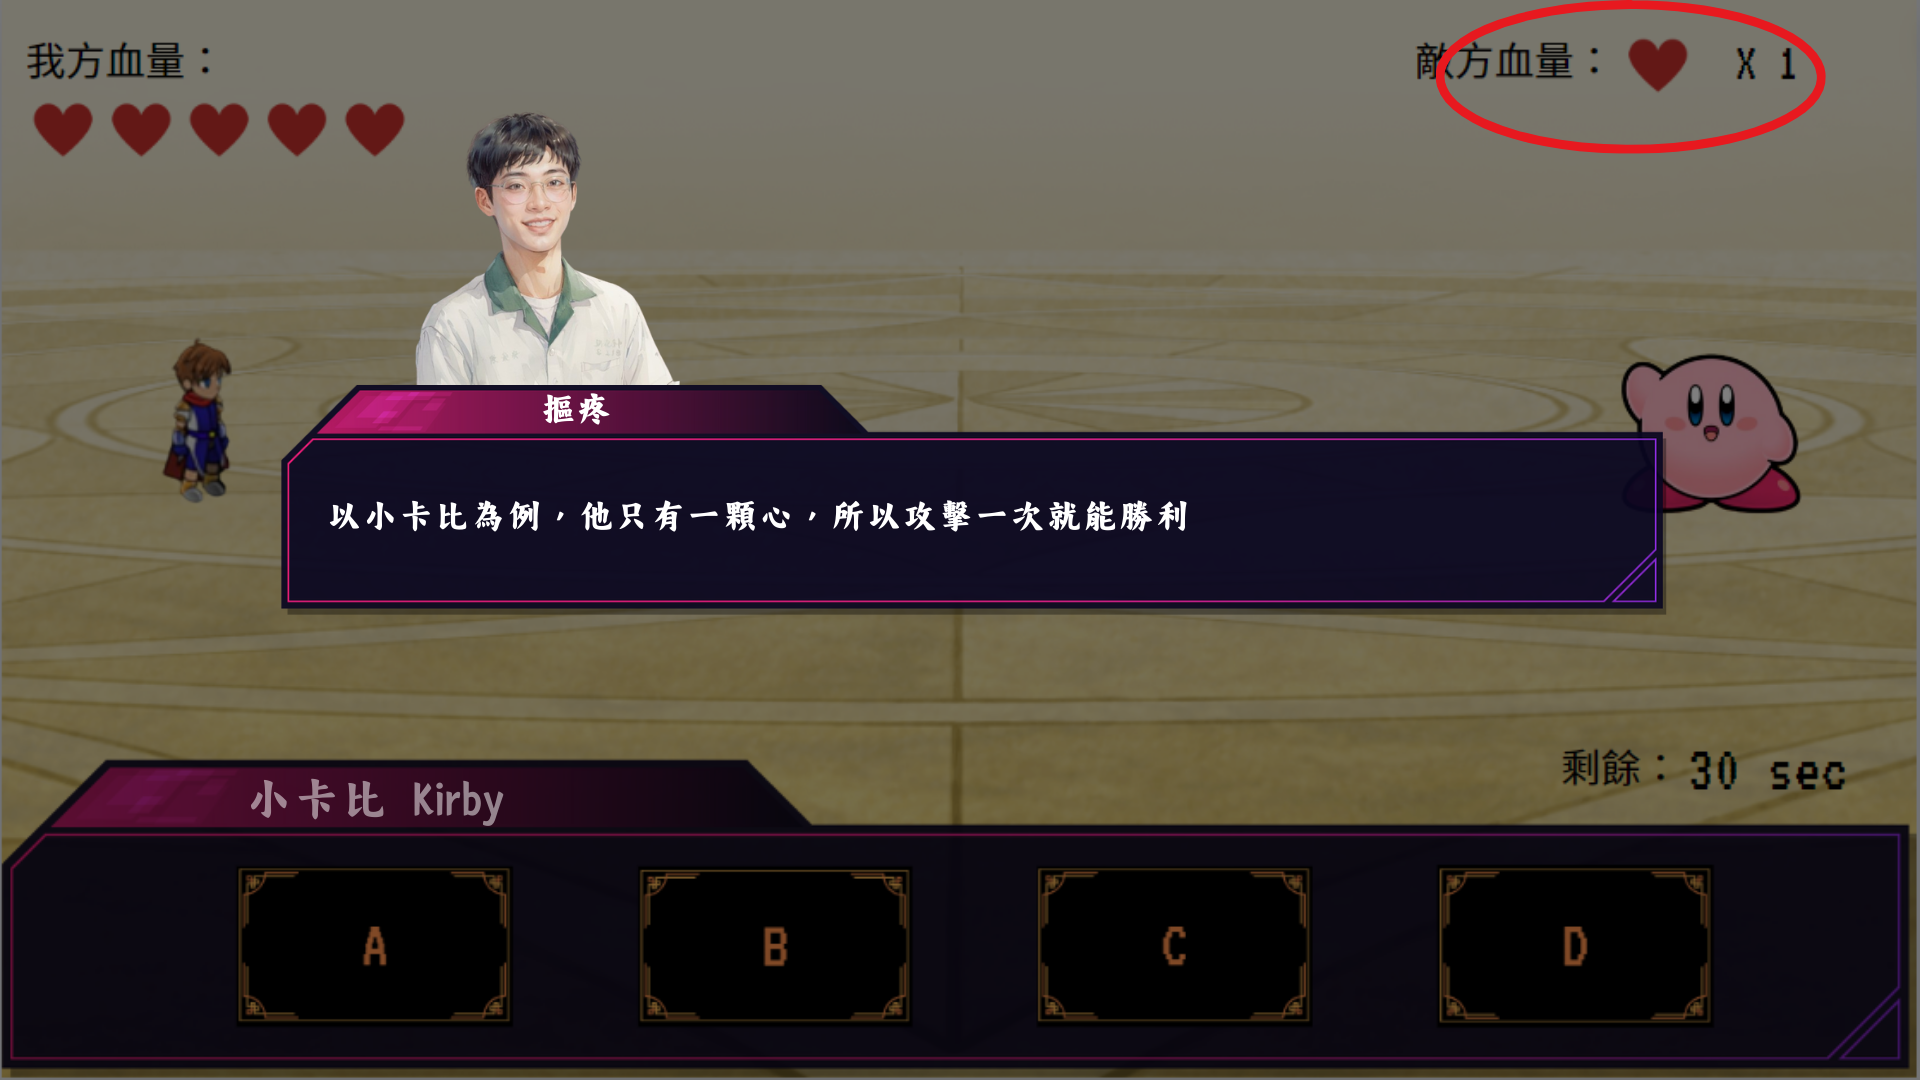 我方血量：
敵方血量： X 1
摳疼
以小卡比為例，他只有一顆心，所以攻擊一次就能勝利
剩餘：30 sec
小卡比 Kirby
A
B
C
D